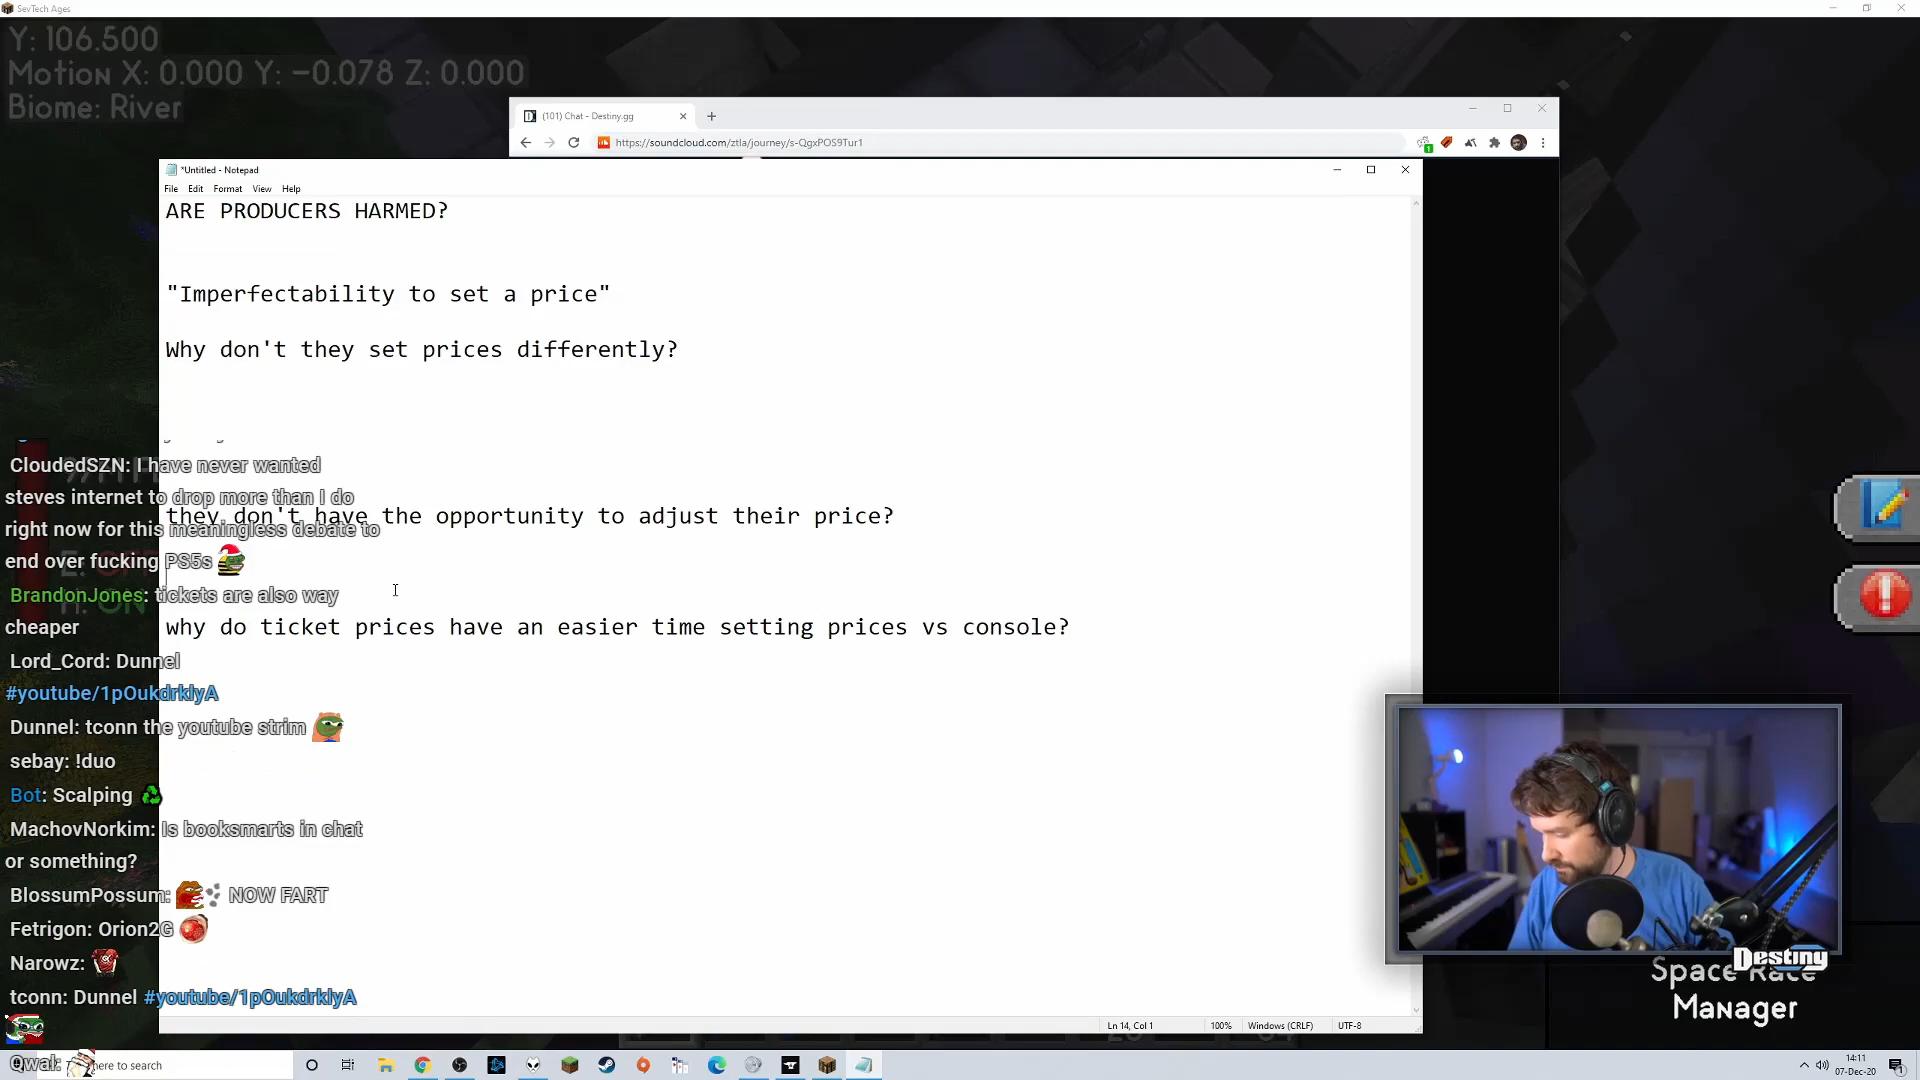 SevTech Ages
Y: 106.500
Motion X: 0.000 Y: -0.078 Z: 0.000
Biome: River
(101) Chat - Destiny.gg
https://soundcloud.com/ztla/journey/s-QgxPOS9Tur1
*Untitled - Notepad
File Edit Format View Help
ARE PRODUCERS HARMED?
"Imperfectability to set a price"
Why don't they set prices differently?
they don't have the opportunity to adjust their price?
why do ticket prices have an easier time setting prices vs console?
CloudedSZN: I have never wanted
steves internet to drop more than I do
right now for this meaningless debate to
end over fucking PS5s
BrandonJones: tickets are also way
cheaper
Lord_Cord: Dunnel
#youtube/1pOukdrklyA
Dunnel: tconn the youtube strim
sebay: !duo
Bot: Scalping
MachovNorkim: Is booksmarts in chat
or something?
BlossumPossum: NOW FART
Fetrigon: Orion2G
Narowz:
tconn: Dunnel #youtube/1pOukdrklyA
Qwal:
here to search
Destiny
Space Race
Manager
Ln 14, Col 1 100% Windows (CRLF) UTF-8
14:11
07-Dec-20